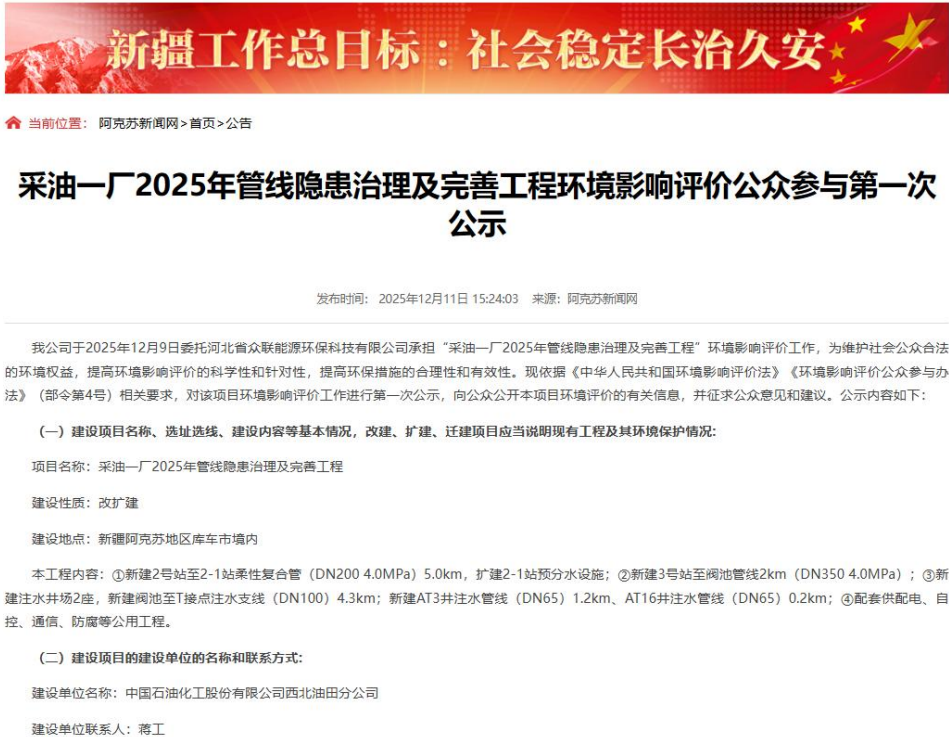 新疆工作总目标：社会稳定长治久安
当前位置： 阿克苏新闻网>首页>公告
采油一厂2025年管线隐患治理及完善工程环境影响评价公众参与第一次
公示
发布时间： 2025年12月11日 15:24:03 来源：阿克苏新闻网
我公司于2025年12月9日委托河北省众联能源环保科技有限公司承担“采油一厂2025年管线隐患治理及完善工程”环境影响评价工作，为维护社会公众合法
的环境权益，提高环境影响评价的科学性和针对性，提高环保措施的合理性和有效性。现依据《中华人民共和国环境影响评价法》《环境影响评价公众参与办
法》（部令第4号）相关要求，对该项目环境影响评价工作进行第一次公示，向公众公开本项目环境评价的有关信息，并征求公众意见和建议。公示内容如下：
（一）建设项目名称、选址选线、建设内容等基本情况，改建、扩建、迁建项目应当说明现有工程及其环境保护情况：
项目名称：采油一厂2025年管线隐患治理及完善工程
建设性质：改扩建
建设地点：新疆阿克苏地区库车市境内
本工程内容：①新建2号站至2-1站柔性复合管（DN200 4.0MPa）5.0km，扩建2-1站预分水设施；②新建3号站至阀池管线2km（DN350 4.0MPa）；③新
建注水井场2座，新建阀池至T接点注水支线（DN100）4.3km；新建AT3井注水管线（DN65）1.2km、AT16井注水管线（DN65）0.2km；④配套供配电、自
控、通信、防腐等公用工程。
（二）建设项目的建设单位的名称和联系方式：
建设单位名称：中国石油化工股份有限公司西北油田分公司
建设单位联系人：蒋工